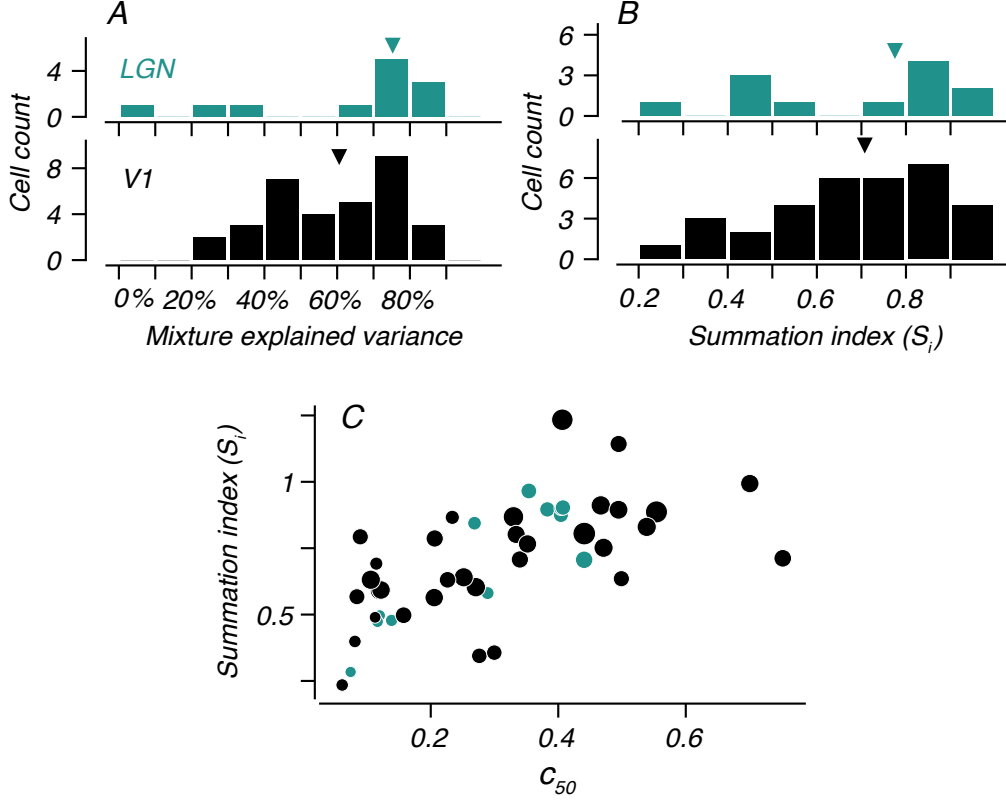 A
LGN
4
0
Cell count
V1
8
4
0
0% 20% 40% 60% 80%
Mixture explained variance
B
6
3
0
Cell count
6
3
0
0.2 0.4 0.6 0.8
Summation index (Si)
C
Summation index (Si)
1
0.5
0.2 0.4 0.6
c50